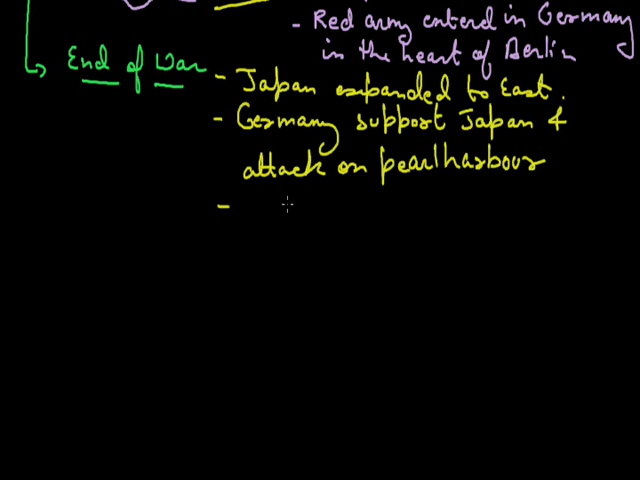 - Red army entered in Germany
in the heart of Berlin
End of War
- Japan expanded to East.
- Germany support Japan &
attack on pearlharbour
-